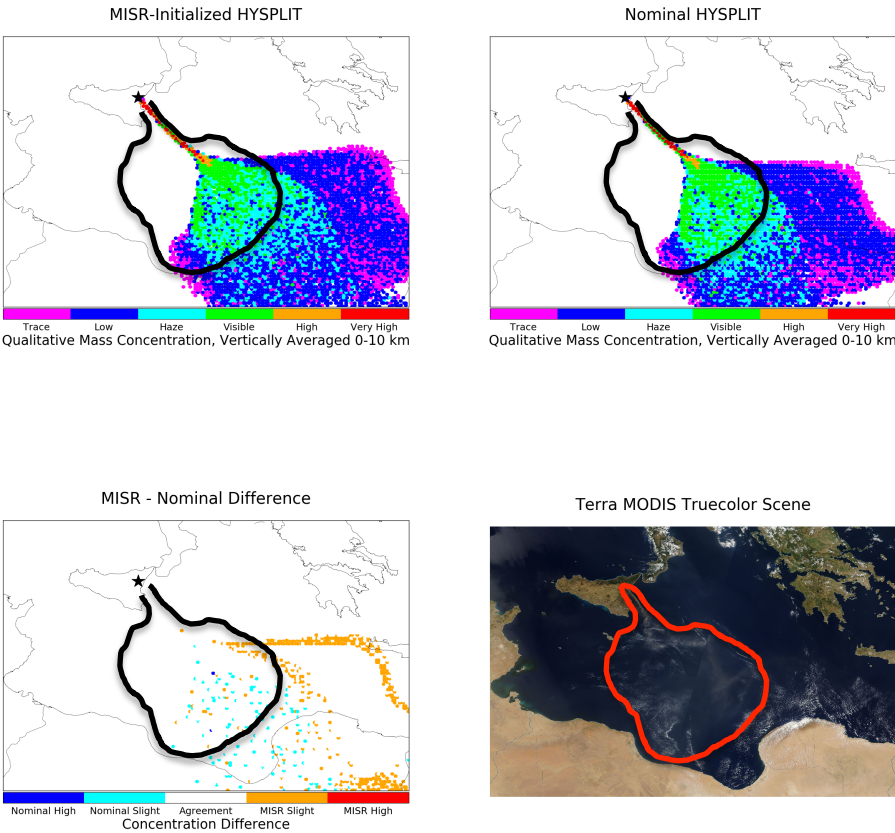 MISR-Initialized HYSPLIT
Nominal HYSPLIT
Trace Low Haze Visible High Very High
Qualitative Mass Concentration, Vertically Averaged 0-10 km
Trace Low Haze Visible High Very High
Qualitative Mass Concentration, Vertically Averaged 0-10 km
MISR - Nominal Difference
Terra MODIS Truecolor Scene
Nominal High Nominal Slight Agreement MISR Slight MISR High
Concentration Difference